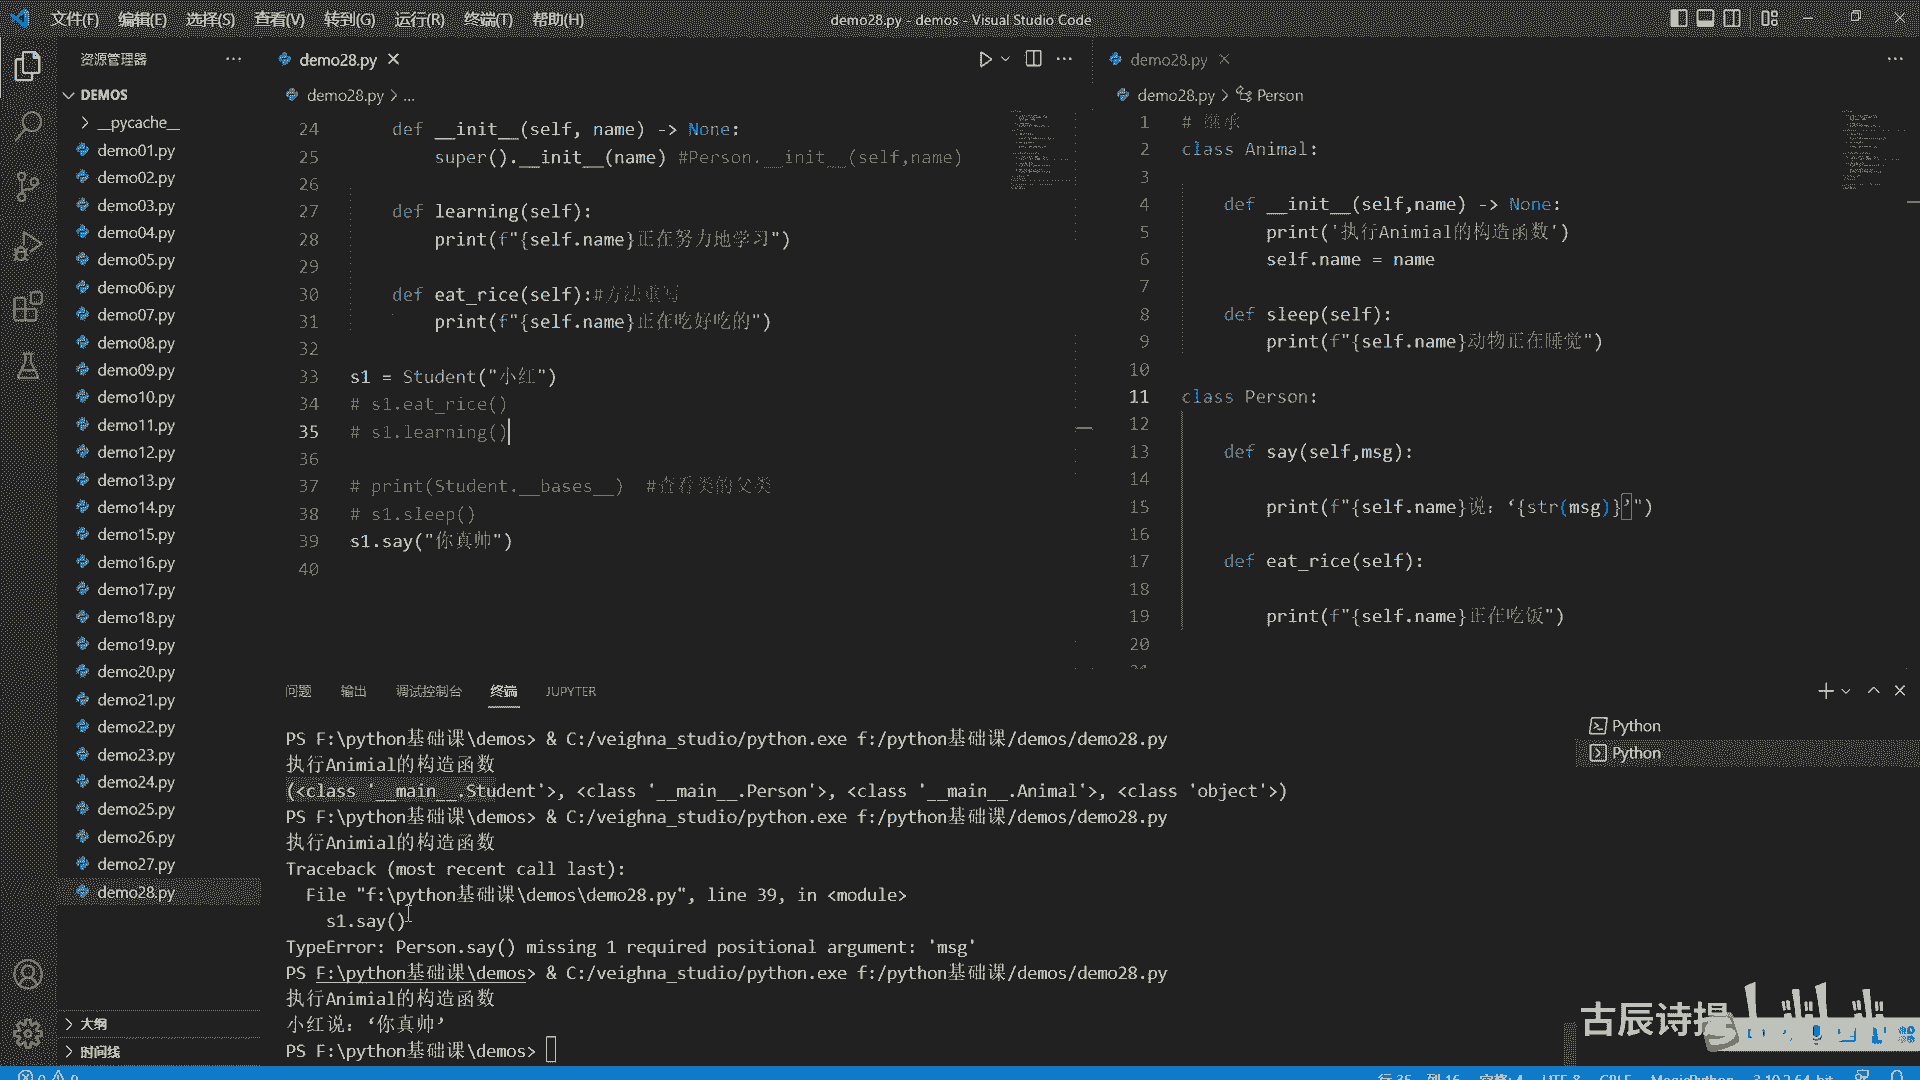 文件(F) 编辑(E) 选择(S) 查看(V) 转到(G) 运行(R) 终端(T) 帮助(H)
demo28.py - demos - Visual Studio Code
资源管理器
DEMOS
__pycache__
demo01.py
demo02.py
demo03.py
demo04.py
demo05.py
demo06.py
demo07.py
demo08.py
demo09.py
demo10.py
demo11.py
demo12.py
demo13.py
demo14.py
demo15.py
demo16.py
demo17.py
demo18.py
demo19.py
demo20.py
demo21.py
demo22.py
demo23.py
demo24.py
demo25.py
demo26.py
demo27.py
demo28.py
大纲
时间线
demo28.py
demo28.py > ...
24 def __init__(self, name) -> None:
25 super().__init__(name) #Person.__init__(self,name)
26
27 def learning(self):
28 print(f"{self.name}正在努力地学习")
29
30 def eat_rice(self):#方法重写
31 print(f"{self.name}正在吃好吃的")
32
33 s1 = Student("小红")
34 # s1.eat_rice()
35 # s1.learning()
36
37 # print(Student.__bases__) #查看类的父类
38 # s1.sleep()
39 s1.say("你真帅")
40
demo28.py
demo28.py > Person
1 # 继承
2 class Animal:
3
4 def __init__(self,name) -> None:
5 print('执行Animial的构造函数')
6 self.name = name
7
8 def sleep(self):
9 print(f"{self.name}动物正在睡觉")
10
11 class Person:
12
13 def say(self,msg):
14
15 print(f"{self.name}说：‘{str(msg)}’")
16
17 def eat_rice(self):
18
19 print(f"{self.name}正在吃饭")
20
问题 输出 调试控制台 终端 JUPYTER
PS F:\python基础课\demos> & C:/veighna_studio/python.exe f:/python基础课/demos/demo28.py
执行Animial的构造函数
(<class '__main__.Student'>, <class '__main__.Person'>, <class '__main__.Animal'>, <class 'object'>)
PS F:\python基础课\demos> & C:/veighna_studio/python.exe f:/python基础课/demos/demo28.py
执行Animial的构造函数
Traceback (most recent call last):
File "f:\python基础课\demos\demo28.py", line 39, in <module>
s1.say()
TypeError: Person.say() missing 1 required positional argument: 'msg'
PS F:\python基础课\demos> & C:/veighna_studio/python.exe f:/python基础课/demos/demo28.py
执行Animial的构造函数
小红说：‘你真帅’
PS F:\python基础课\demos>
Python
Python
古辰诗提